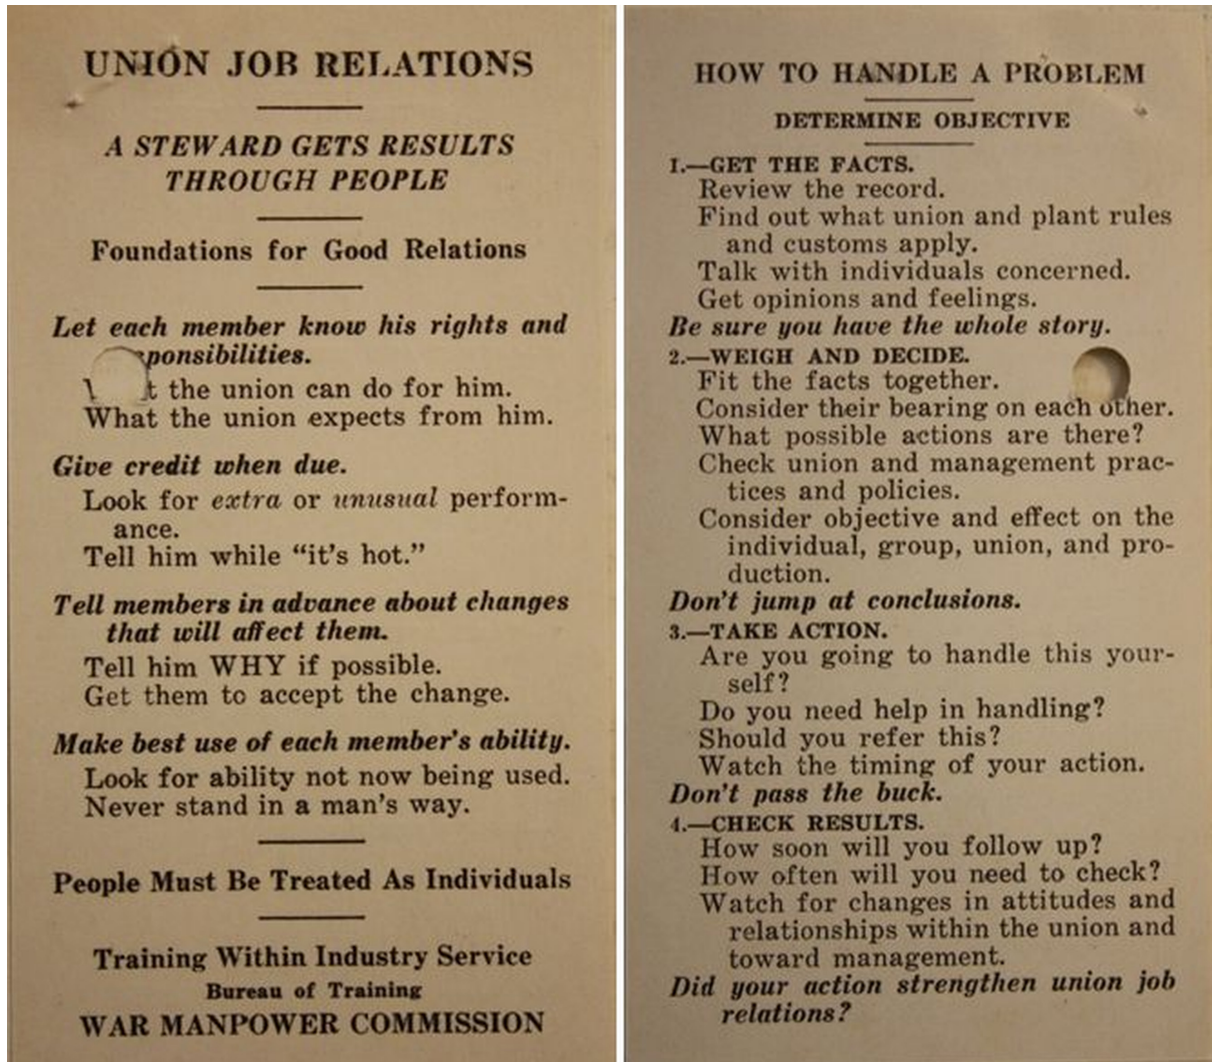 UNION JOB RELATIONS
A STEWARD GETS RESULTS
THROUGH PEOPLE
Foundations for Good Relations
Let each member know his rights and
ponsibilities.
the union can do for him.
What the union expects from him.
Give credit when due.
Look for extra or unusual perform-
ance.
Tell him while “it's hot.”
Tell members in advance about changes
that will affect them.
Tell him WHY if possible.
Get them to accept the change.
Make best use of each member's ability.
Look for ability not now being used.
Never stand in a man's way.
People Must Be Treated As Individuals
Training Within Industry Service
Bureau of Training
WAR MANPOWER COMMISSION
HOW TO HANDLE A PROBLEM
DETERMINE OBJECTIVE
1.—GET THE FACTS.
Review the record.
Find out what union and plant rules
and customs apply.
Talk with individuals concerned.
Get opinions and feelings.
Be sure you have the whole story.
2.—WEIGH AND DECIDE.
Fit the facts together.
Consider their bearing on each other.
What possible actions are there?
Check union and management prac-
tices and policies.
Consider objective and effect on the
individual, group, union, and pro-
duction.
Don't jump at conclusions.
3.—TAKE ACTION.
Are you going to handle this your-
self?
Do you need help in handling?
Should you refer this?
Watch the timing of your action.
Don't pass the buck.
4.—CHECK RESULTS.
How soon will you follow up?
How often will you need to check?
Watch for changes in attitudes and
relationships within the union and
toward management.
Did your action strengthen union job
relations?